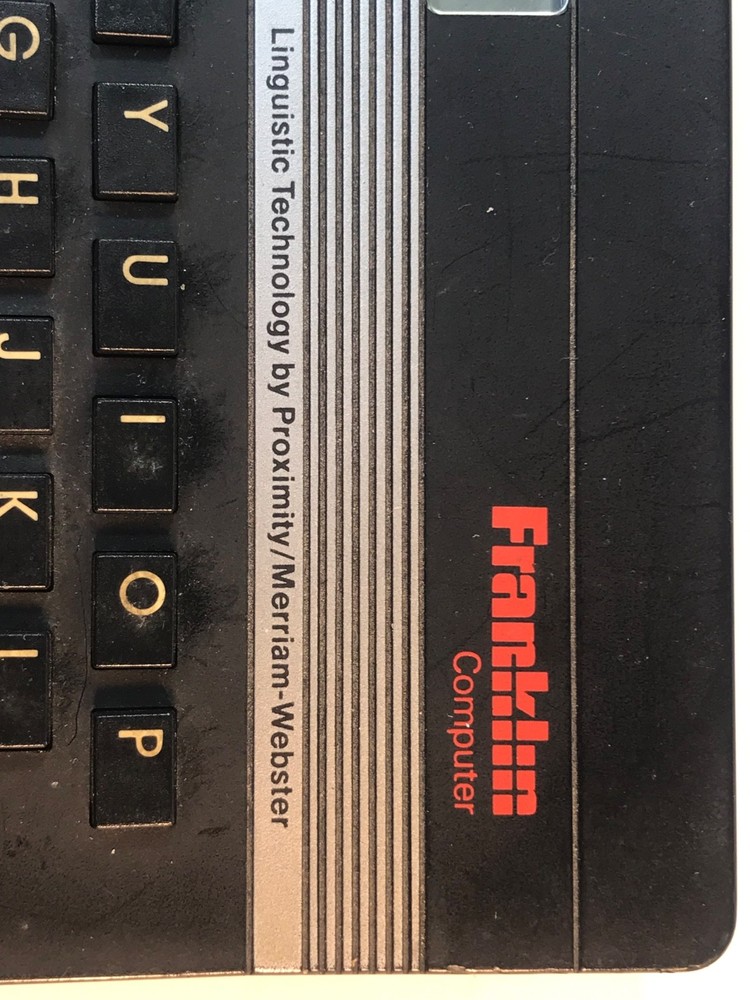 Franklin
Computer
Linguistic Technology by Proximity/Merriam-Webster
Y U I O P
G H J K L